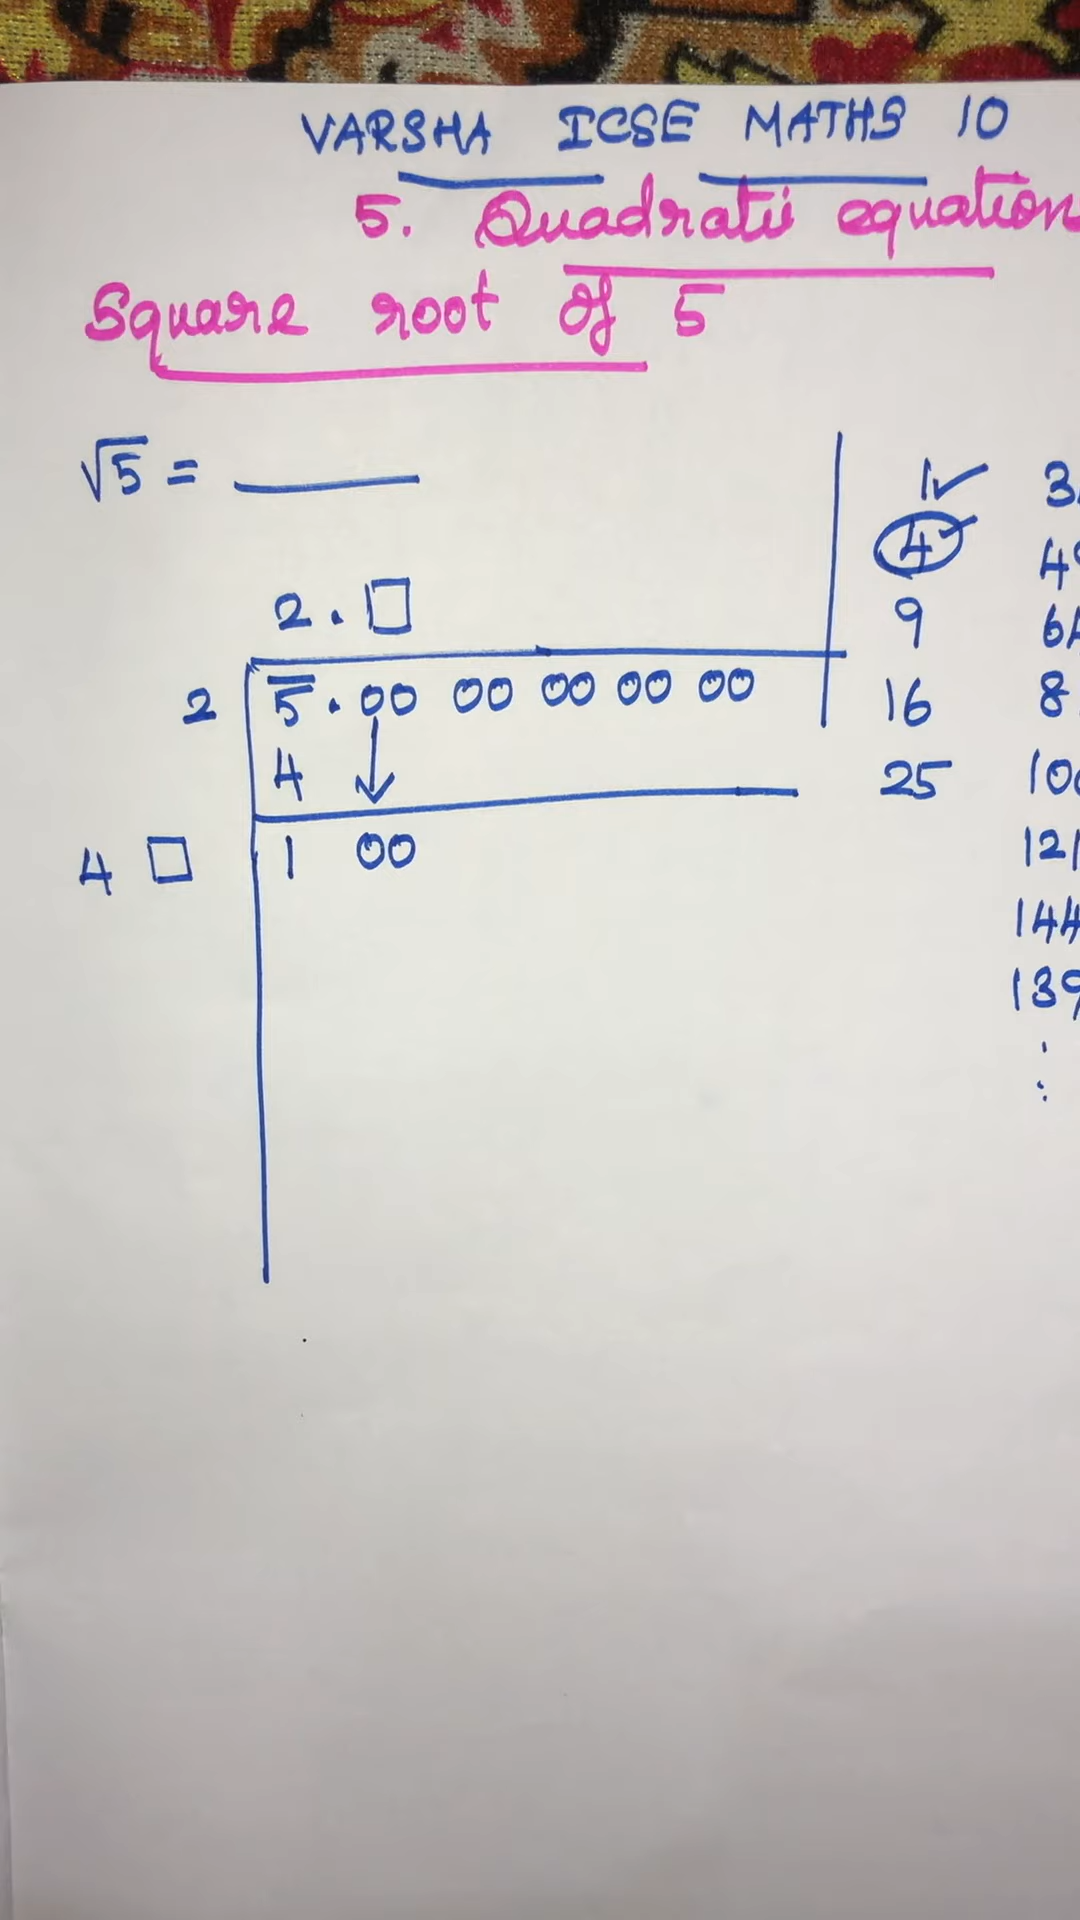 VARSHA ICSE MATHS 10
5. Quadratic equation
Square root of 5
√5 =
2.□
2 5.00 00 00 00 00
4
4 □ 1 00
1
4
9
16
25
100
121
144